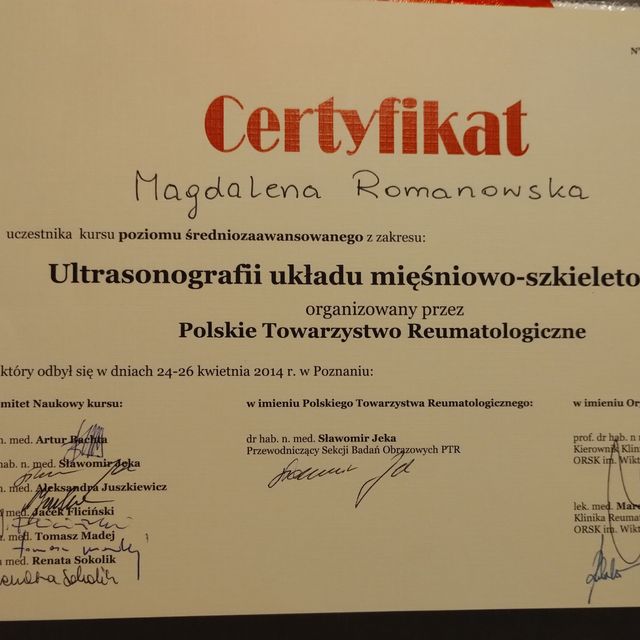 Certyfikat
Magdalena Romanowska
uczestnika kursu poziomu średniozaawansowanego z zakresu:
Ultrasonografii układu mięśniowo-szkieleto
organizowany przez
Polskie Towarzystwo Reumatologiczne
który odbył się w dniach 24-26 kwietnia 2014 r. w Poznaniu:
mitet Naukowy kursu:
n. med. Artur Bachta
hab. n. med. Sławomir Jeka
n. med. Aleksandra Juszkiewicz
med. Jacek Fliciński
n. med. Tomasz Madej
n med. Renata Sokolik
w imieniu Polskiego Towarzystwa Reumatologicznego:
dr hab. n. med. Sławomir Jeka
Przewodniczący Sekcji Badań Obrazowych PTR
w imieniu Or
prof. dr hab. n
Kierownik Klini
ORSK im. Wikt
lek. med. Mare
Klinika Reuma
ORSK im. Wikt